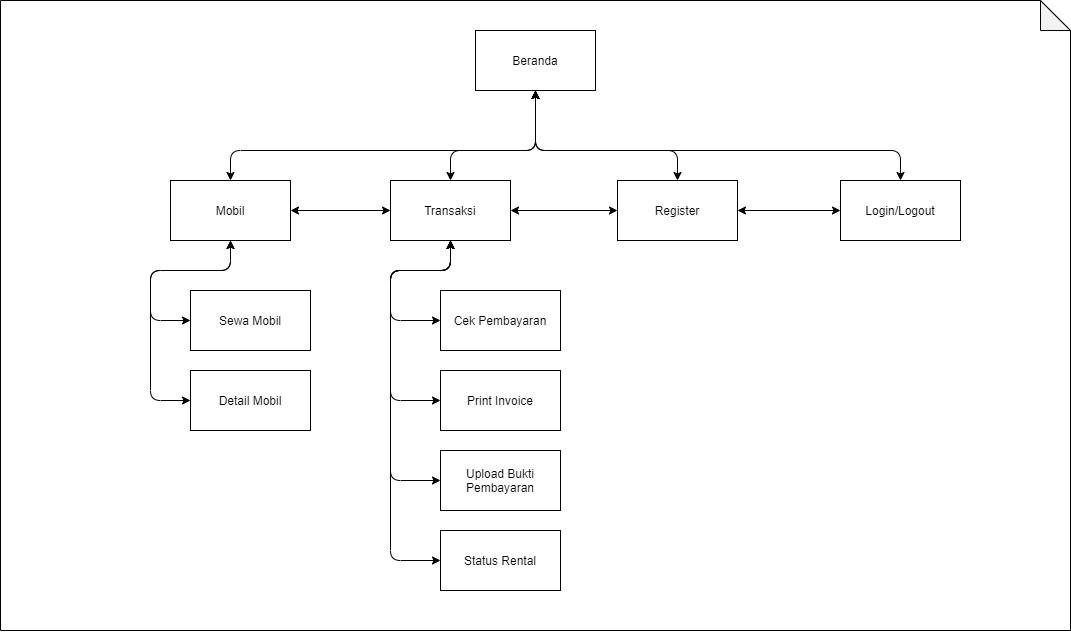 Beranda
Mobil
Transaksi
Register
Login/Logout
Sewa Mobil
Cek Pembayaran
Detail Mobil
Print Invoice
Upload Bukti
Pembayaran
Status Rental